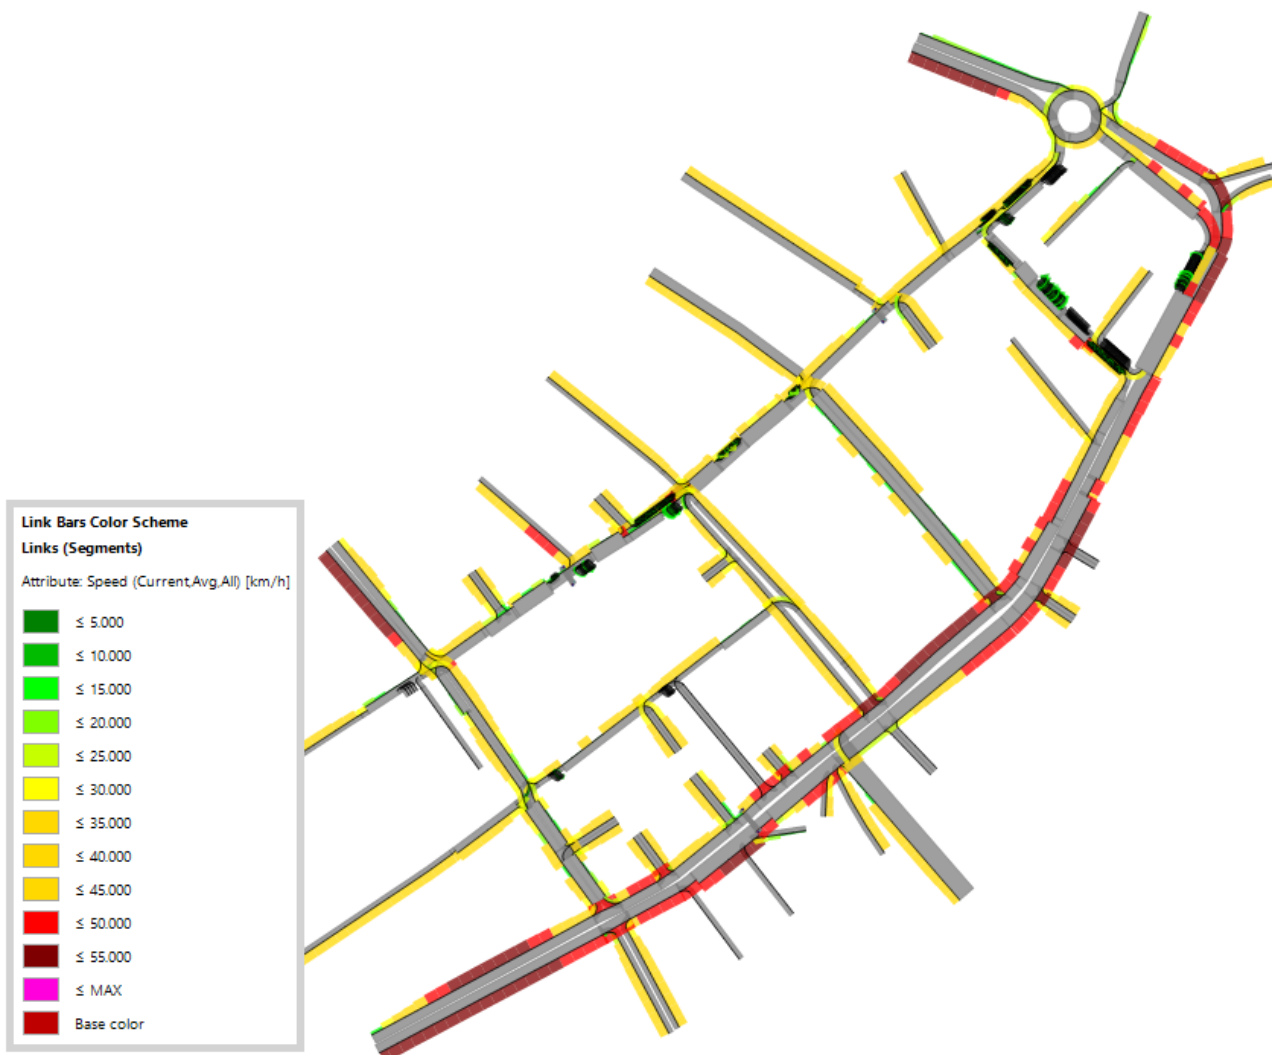 Link Bars Color Scheme
Links (Segments)
Attribute: Speed (Current,Avg,All) [km/h]
≤ 5.000
≤ 10.000
≤ 15.000
≤ 20.000
≤ 25.000
≤ 30.000
≤ 35.000
≤ 40.000
≤ 45.000
≤ 50.000
≤ 55.000
≤ MAX
Base color